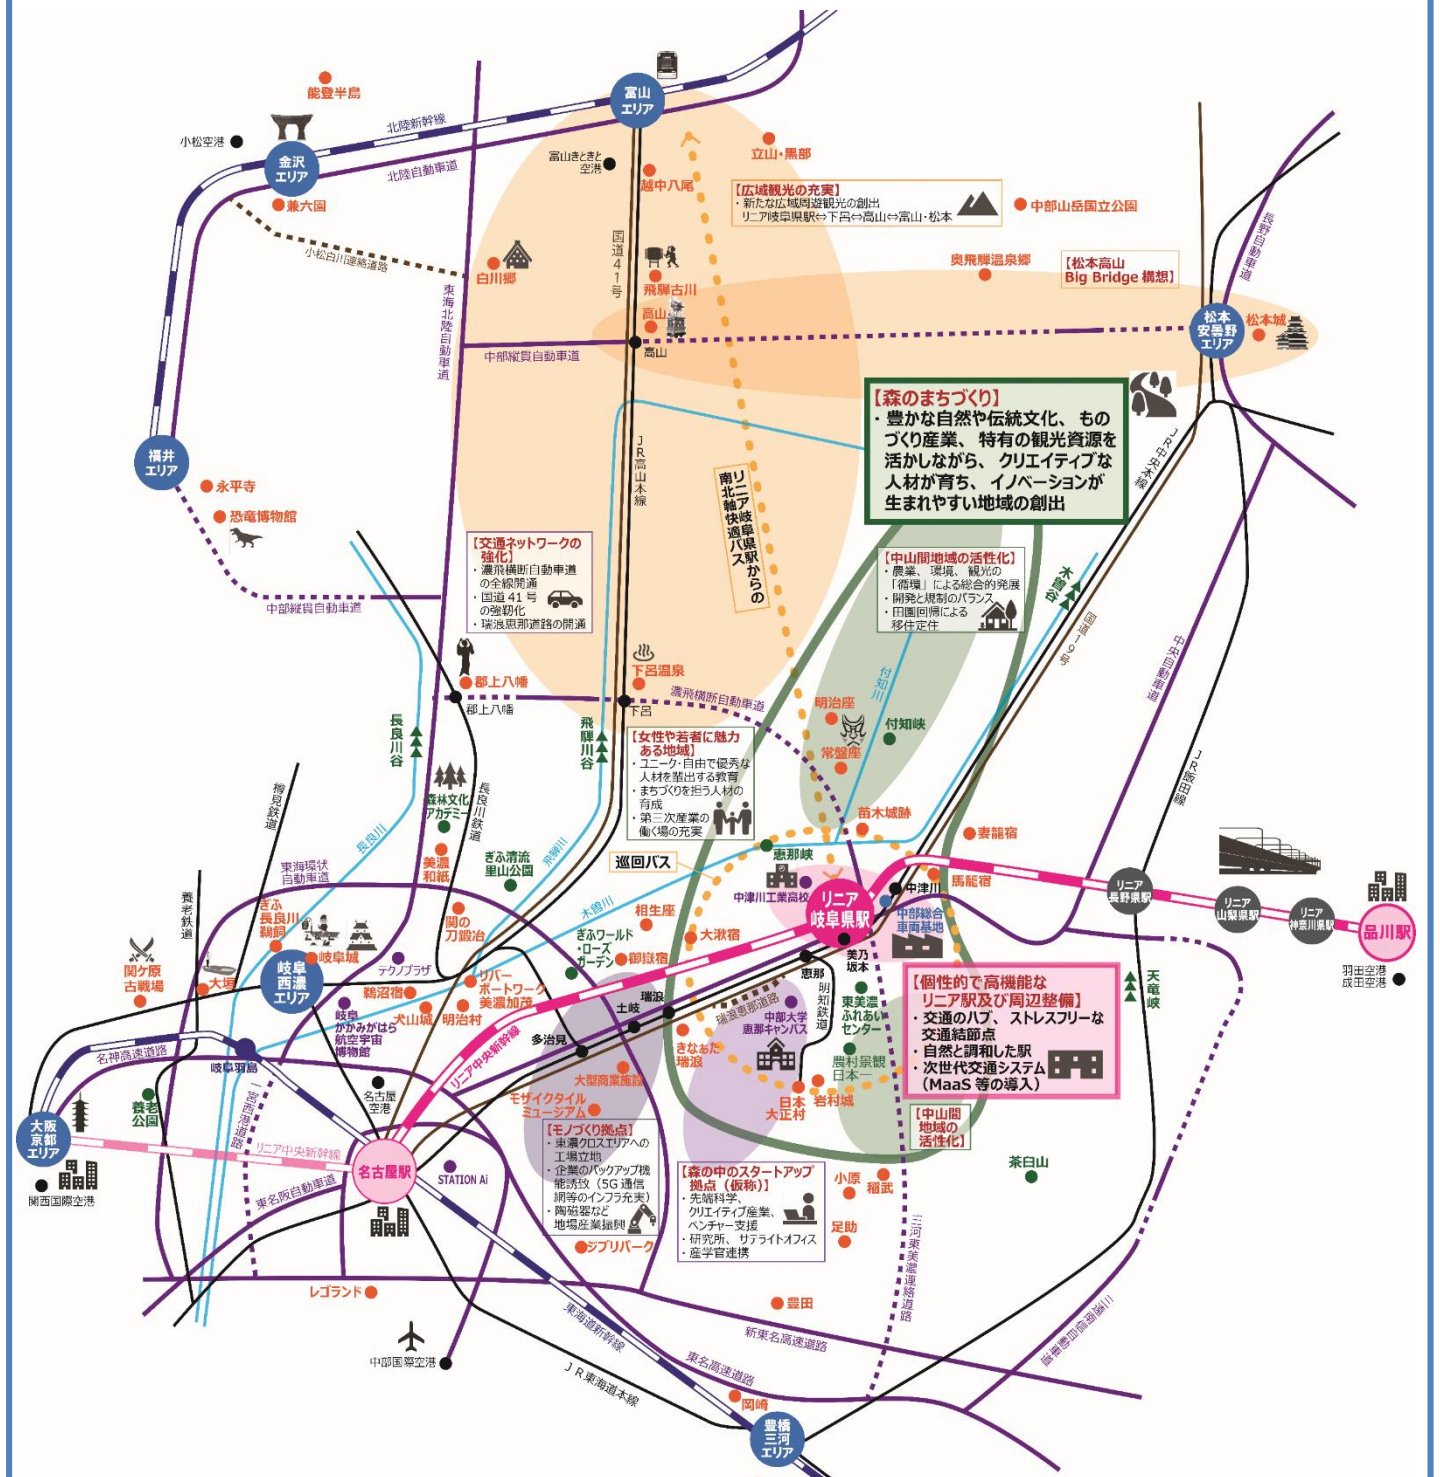 能登半島
富山
エリア
北陸新幹線
小松空港
金沢
エリア
北陸自動車道
富山きときと
空港
立山・黒部
越中八尾
兼六園
【広域観光の充実】
・新たな広域周遊観光の創出
リニア岐阜県駅⇔下呂⇔高山⇔富山・松本
中部山岳国立公園
長野自動車道
小松白川連絡道路
国道41号
白川郷
飛騨古川
奥飛騨温泉郷
【松本高山
Big Bridge 構想】
東海北陸自動車道
高山
松本
安曇野
エリア
松本城
中部縦貫自動車道
高山
【森のまちづくり】
・豊かな自然や伝統文化、もの
づくり産業、特有の観光資源を
活かしながら、クリエイティブな
人材が育ち、イノベーションが
生まれやすい地域の創出
JR中央本線
福井
エリア
JR高山本線
リニア岐阜県駅からの
南北軸快適バス
永平寺
恐竜博物館
【交通ネットワークの
強化】
・濃飛横断自動車道
の全線開通
・国道41号
の強靭化
・瑞浪恵那道路の開通
【中山間地域の活性化】
・農業、環境、観光の
「循環」による総合的発展
・開発と規制のバランス
・田園回帰による
移住定住
木曽谷
国道19号
中部縦貫自動車道
中央自動車道
郡上八幡
郡上八幡
下呂温泉
下呂
濃飛横断自動車道
付知川
明治座
付知峡
常盤座
長良川谷
飛騨川谷
【女性や若者に魅力
ある地域】
・ユニーク・自由で優秀な
人材を輩出する教育
・まちづくりを担う人材の
育成
・第三次産業の
働く場の充実
JR飯田線
樽見鉄道
森林文化
アカデミー
長良川鉄道
長良川
苗木城跡
妻籠宿
美濃
和紙
ぎふ清流
里山公園
飛騨川
巡回バス
恵那峡
東海環状
自動車道
養老鉄道
木曽川
中津川工業高校
リニア
岐阜県駅
中津川
馬籠宿
中部総合
車両基地
リニア
長野県駅
リニア
山梨県駅
リニア
神奈川県駅
品川駅
ぎふ
長良川
鵜飼
関の
刀鍛冶
相生座
大湫宿
岐阜城
ぎふワールド
・ローズ
ガーデン
御嵩宿
美乃
坂本
恵那
関ケ原
古戦場
大垣
岐阜
西濃
エリア
テクノプラザ
鵜沼宿
リバー
ポートワーク
美濃加茂
羽田空港
成田空港
天竜峡
【個性的で高機能な
リニア駅及び周辺整備】
・交通のハブ、ストレスフリーな
交通結節点
・自然と調和した駅
・次世代交通システム
（MaaS 等の導入）
犬山城
明治村
岐阜
かかみがはら
航空宇宙
博物館
瑞浪
土岐
瑞浪恵那道路
中部大学
恵那キャンパス
明知鉄道
東美濃
ふれあい
センター
多治見
きなぁた
瑞浪
農村景観
日本一
名神高速道路
岐阜羽島
リニア中央新幹線
名古屋
空港
大型商業施設
日本
大正村
岩村城
養老
公園
一宮西港道路
モザイクタイル
ミュージアム
【中山間
地域の
活性化】
大阪
京都
エリア
リニア中央新幹線
名古屋駅
【モノづくり拠点】
・東濃クロスエリアへの
工場立地
・企業のバックアップ機
能誘致（5G 通信
網等のインフラ充実）
・陶磁器など
地場産業振興
関西国際空港
東名阪自動車道
STATION Ai
【森の中のスタートアップ
拠点（仮称）】
・先端科学、
クリエイティブ産業、
ベンチャー支援
・研究所、サテライトオフィス
・産学官連携
茶臼山
小原
稲武
足助
ジブリパーク
三河東美濃連絡道路
レゴランド
豊田
三遠南信自動車道
東海道新幹線
新東名高速道路
中部国際空港
東名高速道路
JR東海道本線
岡崎
豊橋
三河
エリア